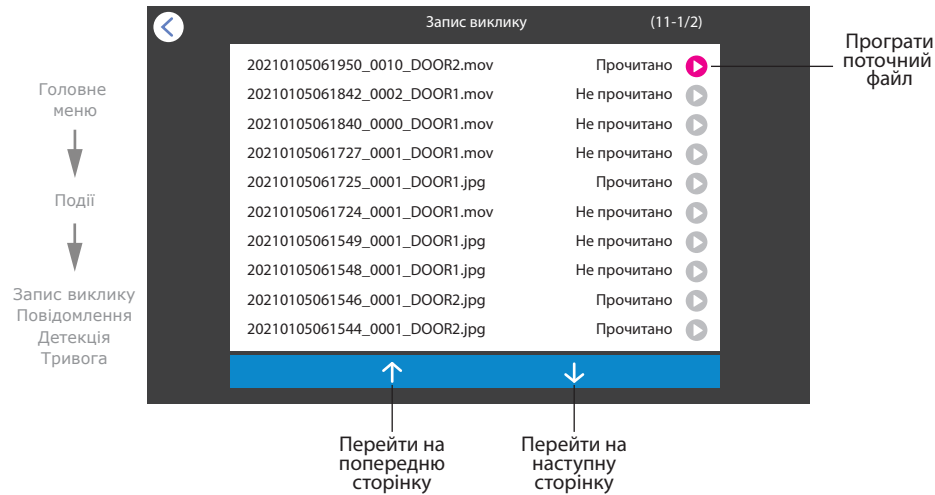 Запис виклику (11-1/2)
20210105061950_0010_DOOR2.mov Прочитано
20210105061842_0002_DOOR1.mov Не прочитано
20210105061840_0000_DOOR1.mov Не прочитано
20210105061727_0001_DOOR1.mov Не прочитано
20210105061725_0001_DOOR1.jpg Прочитано
20210105061724_0001_DOOR1.mov Не прочитано
20210105061549_0001_DOOR1.jpg Не прочитано
20210105061548_0001_DOOR1.jpg Не прочитано
20210105061546_0001_DOOR2.jpg Прочитано
20210105061544_0001_DOOR2.jpg Прочитано
Програти
поточний
файл
Головне
меню
Події
Запис виклику
Повідомлення
Детекція
Тривога
Перейти на
попередню
сторінку
Перейти на
наступну
сторінку